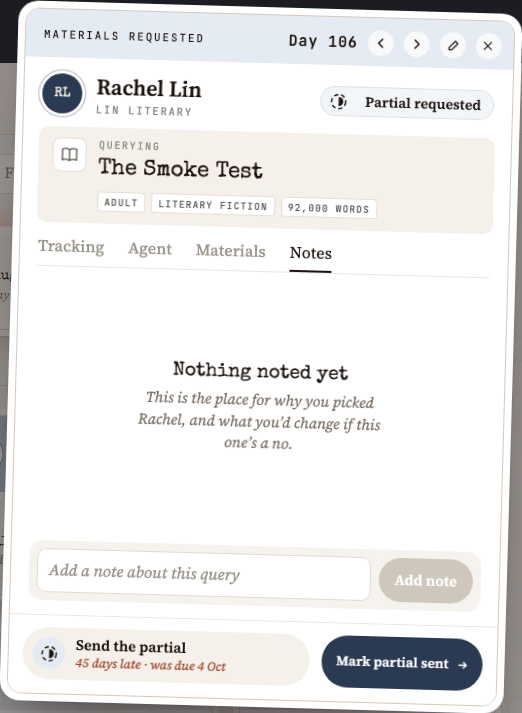 MATERIALS REQUESTED
Day 106
RL
Rachel Lin
LIN LITERARY
Partial requested
QUERYING
The Smoke Test
ADULT
LITERARY FICTION
92,000 WORDS
Tracking
Agent
Materials
Notes
Nothing noted yet
This is the place for why you picked
Rachel, and what you'd change if this
one's a no.
Add a note about this query
Add note
Send the partial
45 days late · was due 4 Oct
Mark partial sent →